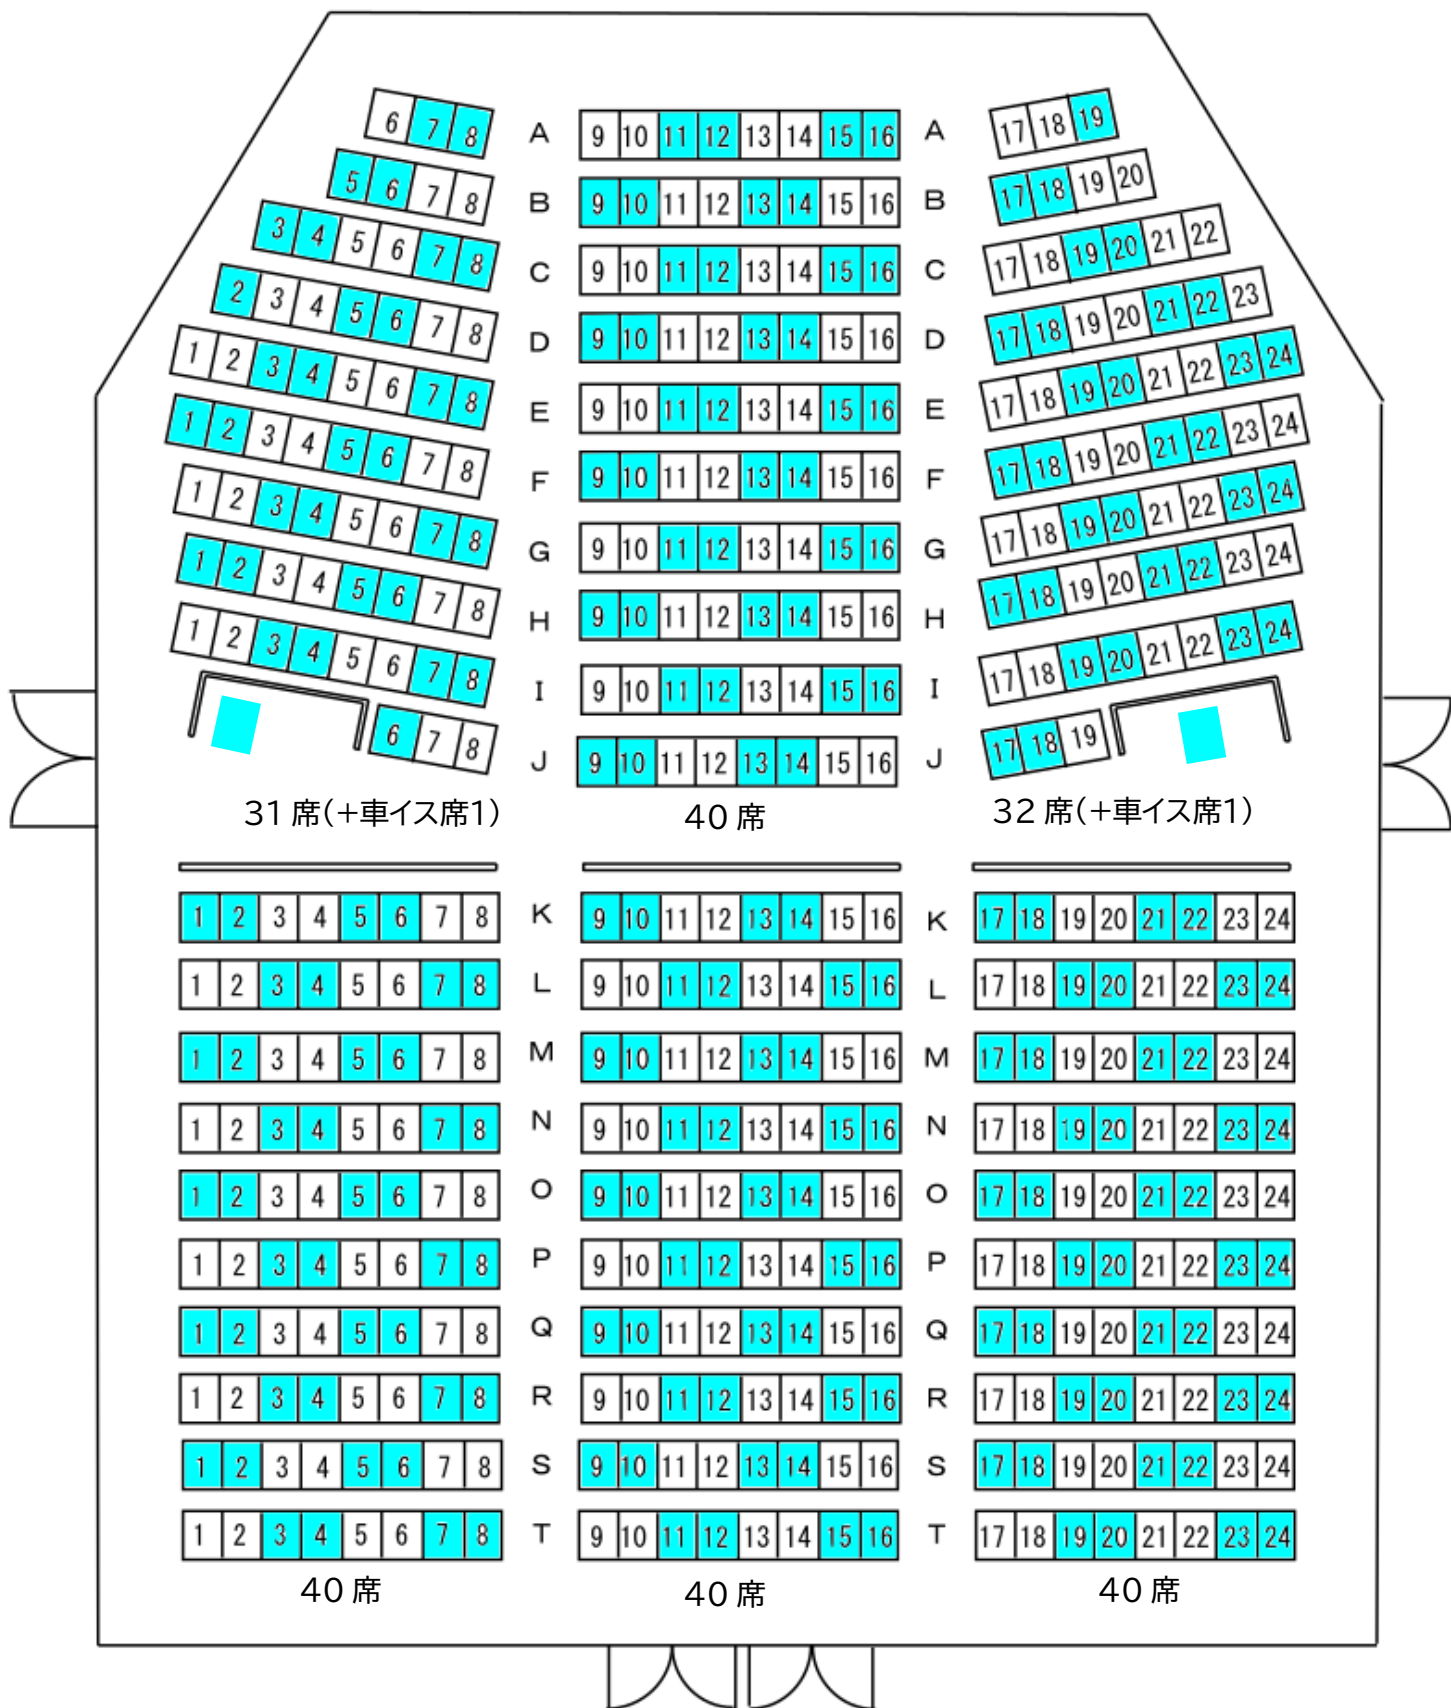 6 7 8 A 9 10 11 12 13 14 15 16 A 17 18 19
5 6 7 8 B 9 10 11 12 13 14 15 16 B 17 18 19 20
3 4 5 6 7 8 C 9 10 11 12 13 14 15 16 C 17 18 19 20 21 22
2 3 4 5 6 7 8 D 9 10 11 12 13 14 15 16 D 17 18 19 20 21 22 23
1 2 3 4 5 6 7 8 E 9 10 11 12 13 14 15 16 E 17 18 19 20 21 22 23 24
1 2 3 4 5 6 7 8 F 9 10 11 12 13 14 15 16 F 17 18 19 20 21 22 23 24
1 2 3 4 5 6 7 8 G 9 10 11 12 13 14 15 16 G 17 18 19 20 21 22 23 24
1 2 3 4 5 6 7 8 H 9 10 11 12 13 14 15 16 H 17 18 19 20 21 22 23 24
1 2 3 4 5 6 7 8 I 9 10 11 12 13 14 15 16 I 17 18 19 20 21 22 23 24
6 7 8 J 9 10 11 12 13 14 15 16 J 17 18 19
31席(+車イス席1) 40席 32席(+車イス席1)
1 2 3 4 5 6 7 8 K 9 10 11 12 13 14 15 16 K 17 18 19 20 21 22 23 24
1 2 3 4 5 6 7 8 L 9 10 11 12 13 14 15 16 L 17 18 19 20 21 22 23 24
1 2 3 4 5 6 7 8 M 9 10 11 12 13 14 15 16 M 17 18 19 20 21 22 23 24
1 2 3 4 5 6 7 8 N 9 10 11 12 13 14 15 16 N 17 18 19 20 21 22 23 24
1 2 3 4 5 6 7 8 O 9 10 11 12 13 14 15 16 O 17 18 19 20 21 22 23 24
1 2 3 4 5 6 7 8 P 9 10 11 12 13 14 15 16 P 17 18 19 20 21 22 23 24
1 2 3 4 5 6 7 8 Q 9 10 11 12 13 14 15 16 Q 17 18 19 20 21 22 23 24
1 2 3 4 5 6 7 8 R 9 10 11 12 13 14 15 16 R 17 18 19 20 21 22 23 24
1 2 3 4 5 6 7 8 S 9 10 11 12 13 14 15 16 S 17 18 19 20 21 22 23 24
1 2 3 4 5 6 7 8 T 9 10 11 12 13 14 15 16 T 17 18 19 20 21 22 23 24
40席 40席 40席